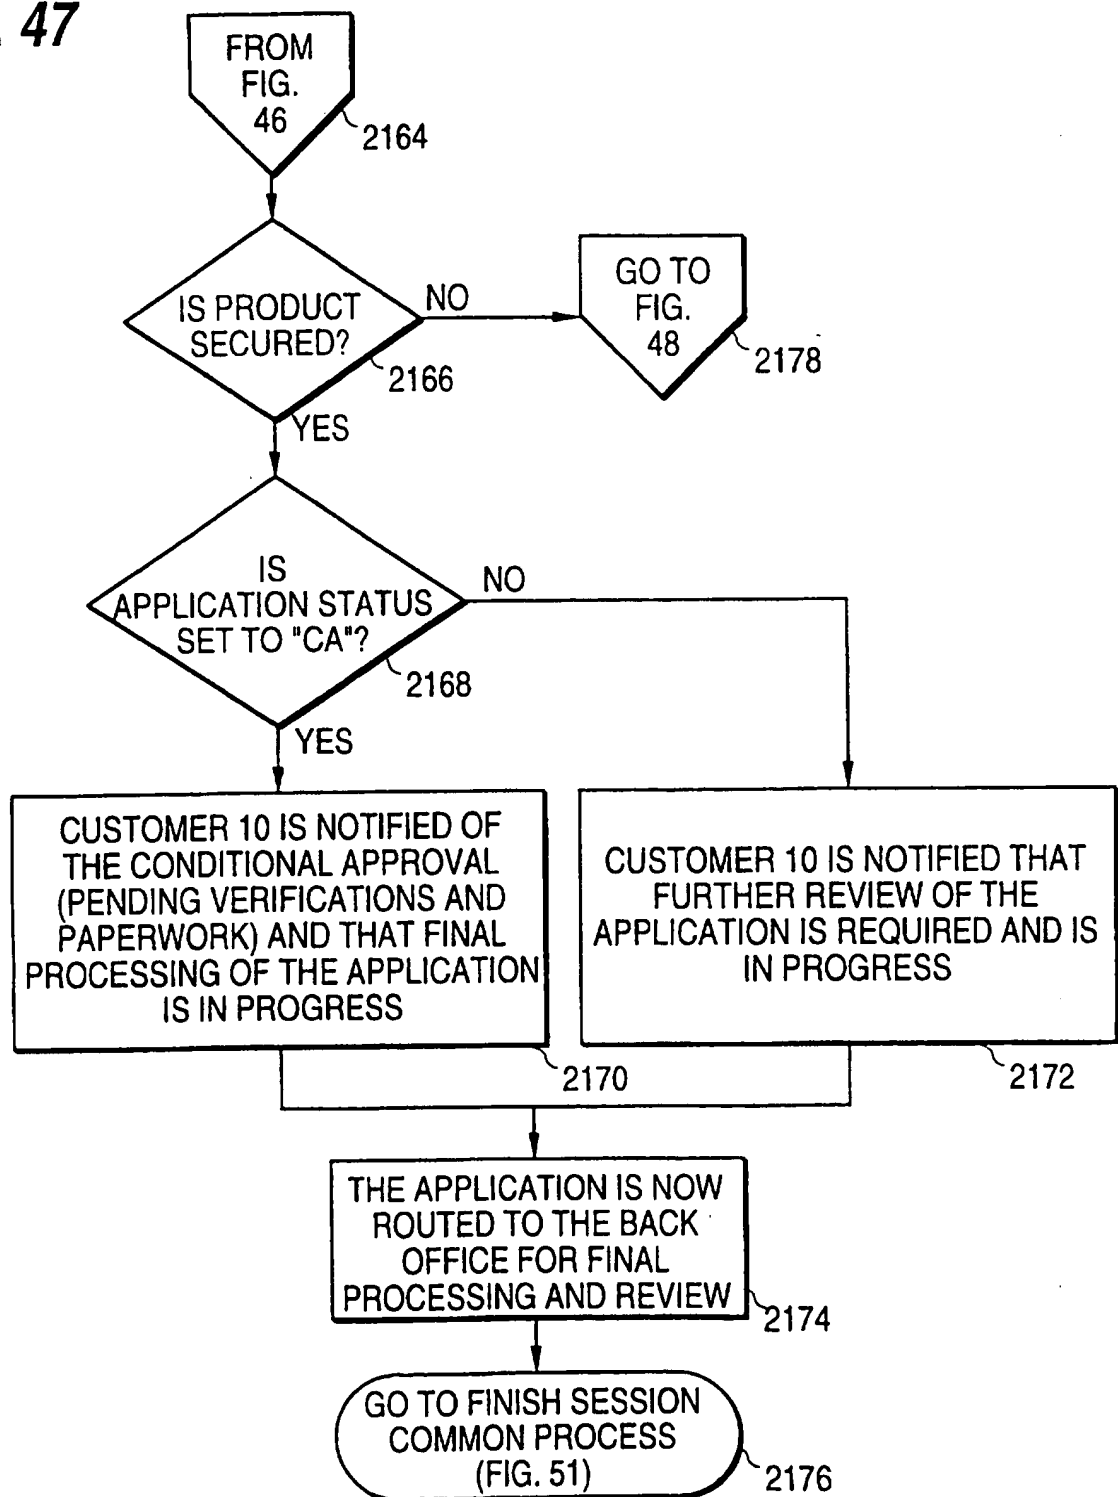 47
FROM
FIG.
46
2164
IS PRODUCT
SECURED?
2166
NO
GO TO
FIG.
48
2178
YES
IS
APPLICATION STATUS
SET TO "CA"?
2168
NO
YES
CUSTOMER 10 IS NOTIFIED OF
THE CONDITIONAL APPROVAL
(PENDING VERIFICATIONS AND
PAPERWORK) AND THAT FINAL
PROCESSING OF THE APPLICATION
IS IN PROGRESS
2170
CUSTOMER 10 IS NOTIFIED THAT
FURTHER REVIEW OF THE
APPLICATION IS REQUIRED AND IS
IN PROGRESS
2172
THE APPLICATION IS NOW
ROUTED TO THE BACK
OFFICE FOR FINAL
PROCESSING AND REVIEW
2174
GO TO FINISH SESSION
COMMON PROCESS
(FIG. 51)
2176